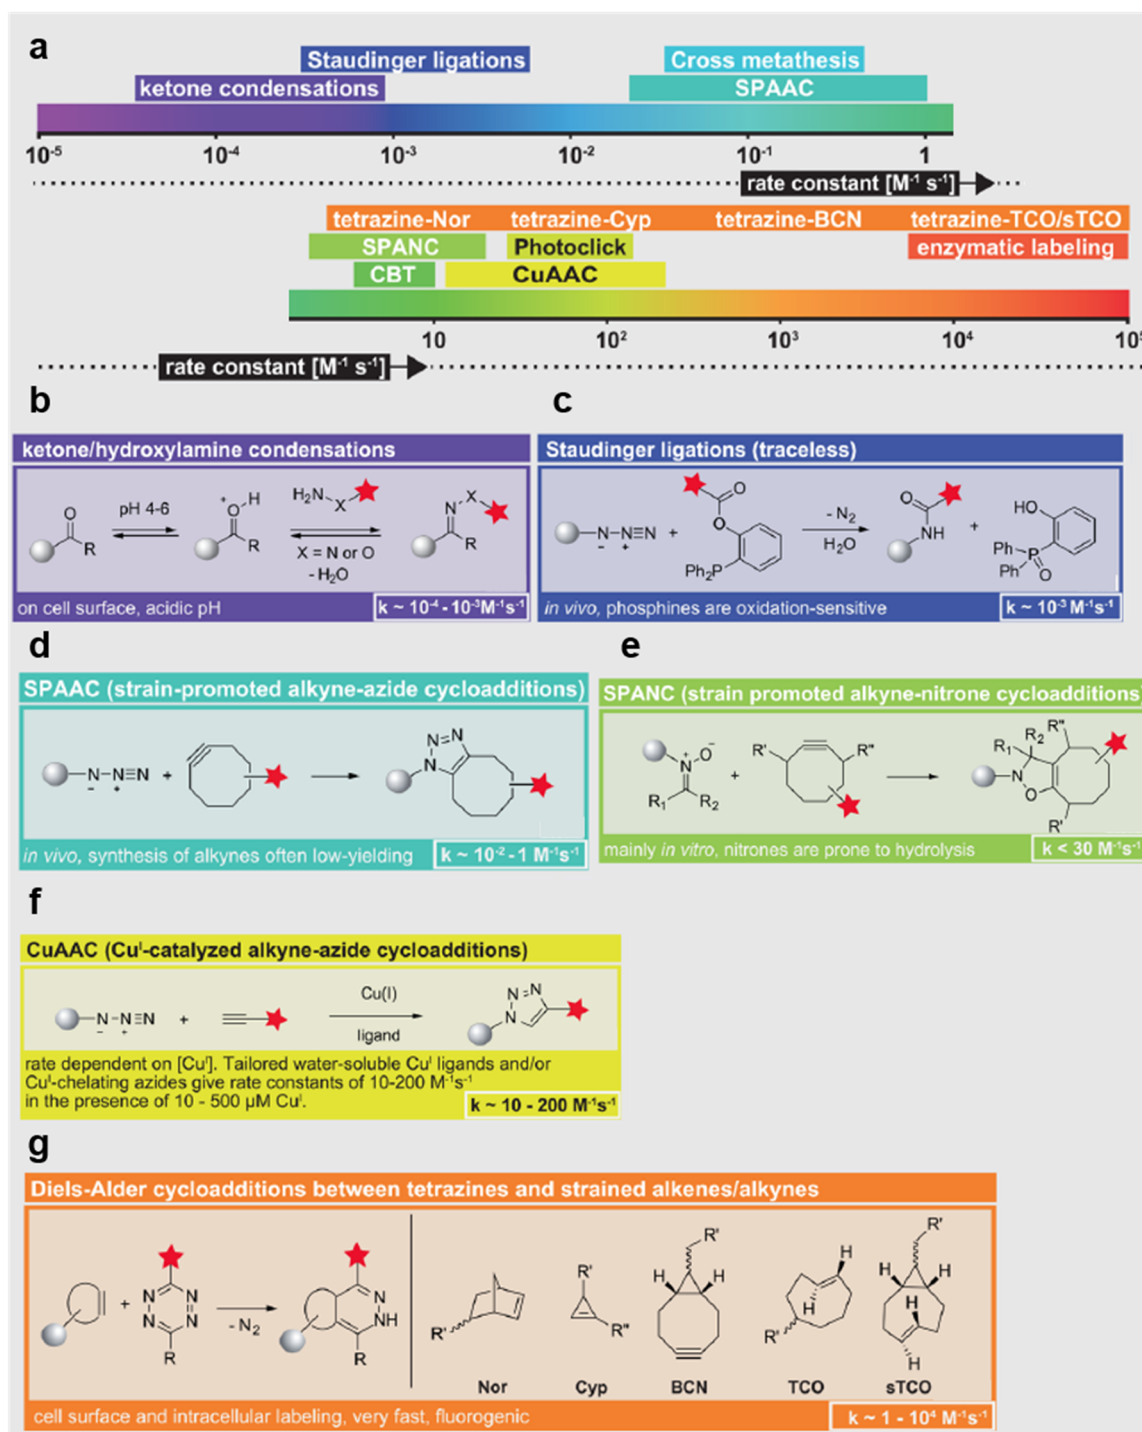 a
Staudinger ligations
Cross metathesis
ketone condensations
SPAAC
10⁻⁵ 10⁻⁴ 10⁻³ 10⁻² 10⁻¹ 1
rate constant [M⁻¹ s⁻¹]
tetrazine-Nor tetrazine-Cyp tetrazine-BCN tetrazine-TCO/sTCO
SPANC Photoclick enzymatic labeling
CBT CuAAC
10 10² 10³ 10⁴ 10⁵
rate constant [M⁻¹ s⁻¹]
b
ketone/hydroxylamine condensations
O
R
pH 4-6
+
O H
R
H₂N X
X = N or O
- H₂O
N X
R
on cell surface, acidic pH
k ~ 10⁻⁴ - 10⁻³M⁻¹s⁻¹
c
Staudinger ligations (traceless)
N-N≡N
− +
+
O
O
Ph₂P
- N₂
H₂O
O
NH
+
HO
Ph
Ph P O
in vivo, phosphines are oxidation-sensitive
k ~ 10⁻³ M⁻¹s⁻¹
d
SPAAC (strain-promoted alkyne-azide cycloadditions)
N-N≡N
− +
+
N=N
N
in vivo, synthesis of alkynes often low-yielding
k ~ 10⁻² - 1 M⁻¹s⁻¹
e
SPANC (strain promoted alkyne-nitrone cycloadditions
N⁺ O⁻
R₁ R₂
+
R' R''
R₁ R₂ R''
N O
R'
mainly in vitro, nitrones are prone to hydrolysis
k < 30 M⁻¹s⁻¹
f
CuAAC (Cuᴵ-catalyzed alkyne-azide cycloadditions)
N-N≡N
− +
+
Cu(I)
ligand
N=N
N
rate dependent on [Cuᴵ]. Tailored water-soluble Cuᴵ ligands and/or
Cuᴵ-chelating azides give rate constants of 10-200 M⁻¹s⁻¹
in the presence of 10 - 500 µM Cuᴵ.
k ~ 10 - 200 M⁻¹s⁻¹
g
Diels-Alder cycloadditions between tetrazines and strained alkenes/alkynes
+
N N
N N
R
- N₂
N
NH
R
R'
Nor
R'
R''
Cyp
R'
H H
BCN
H
H
R'
TCO
R'
H H
H
H
sTCO
cell surface and intracellular labeling, very fast, fluorogenic
k ~ 1 - 10⁴ M⁻¹s⁻¹